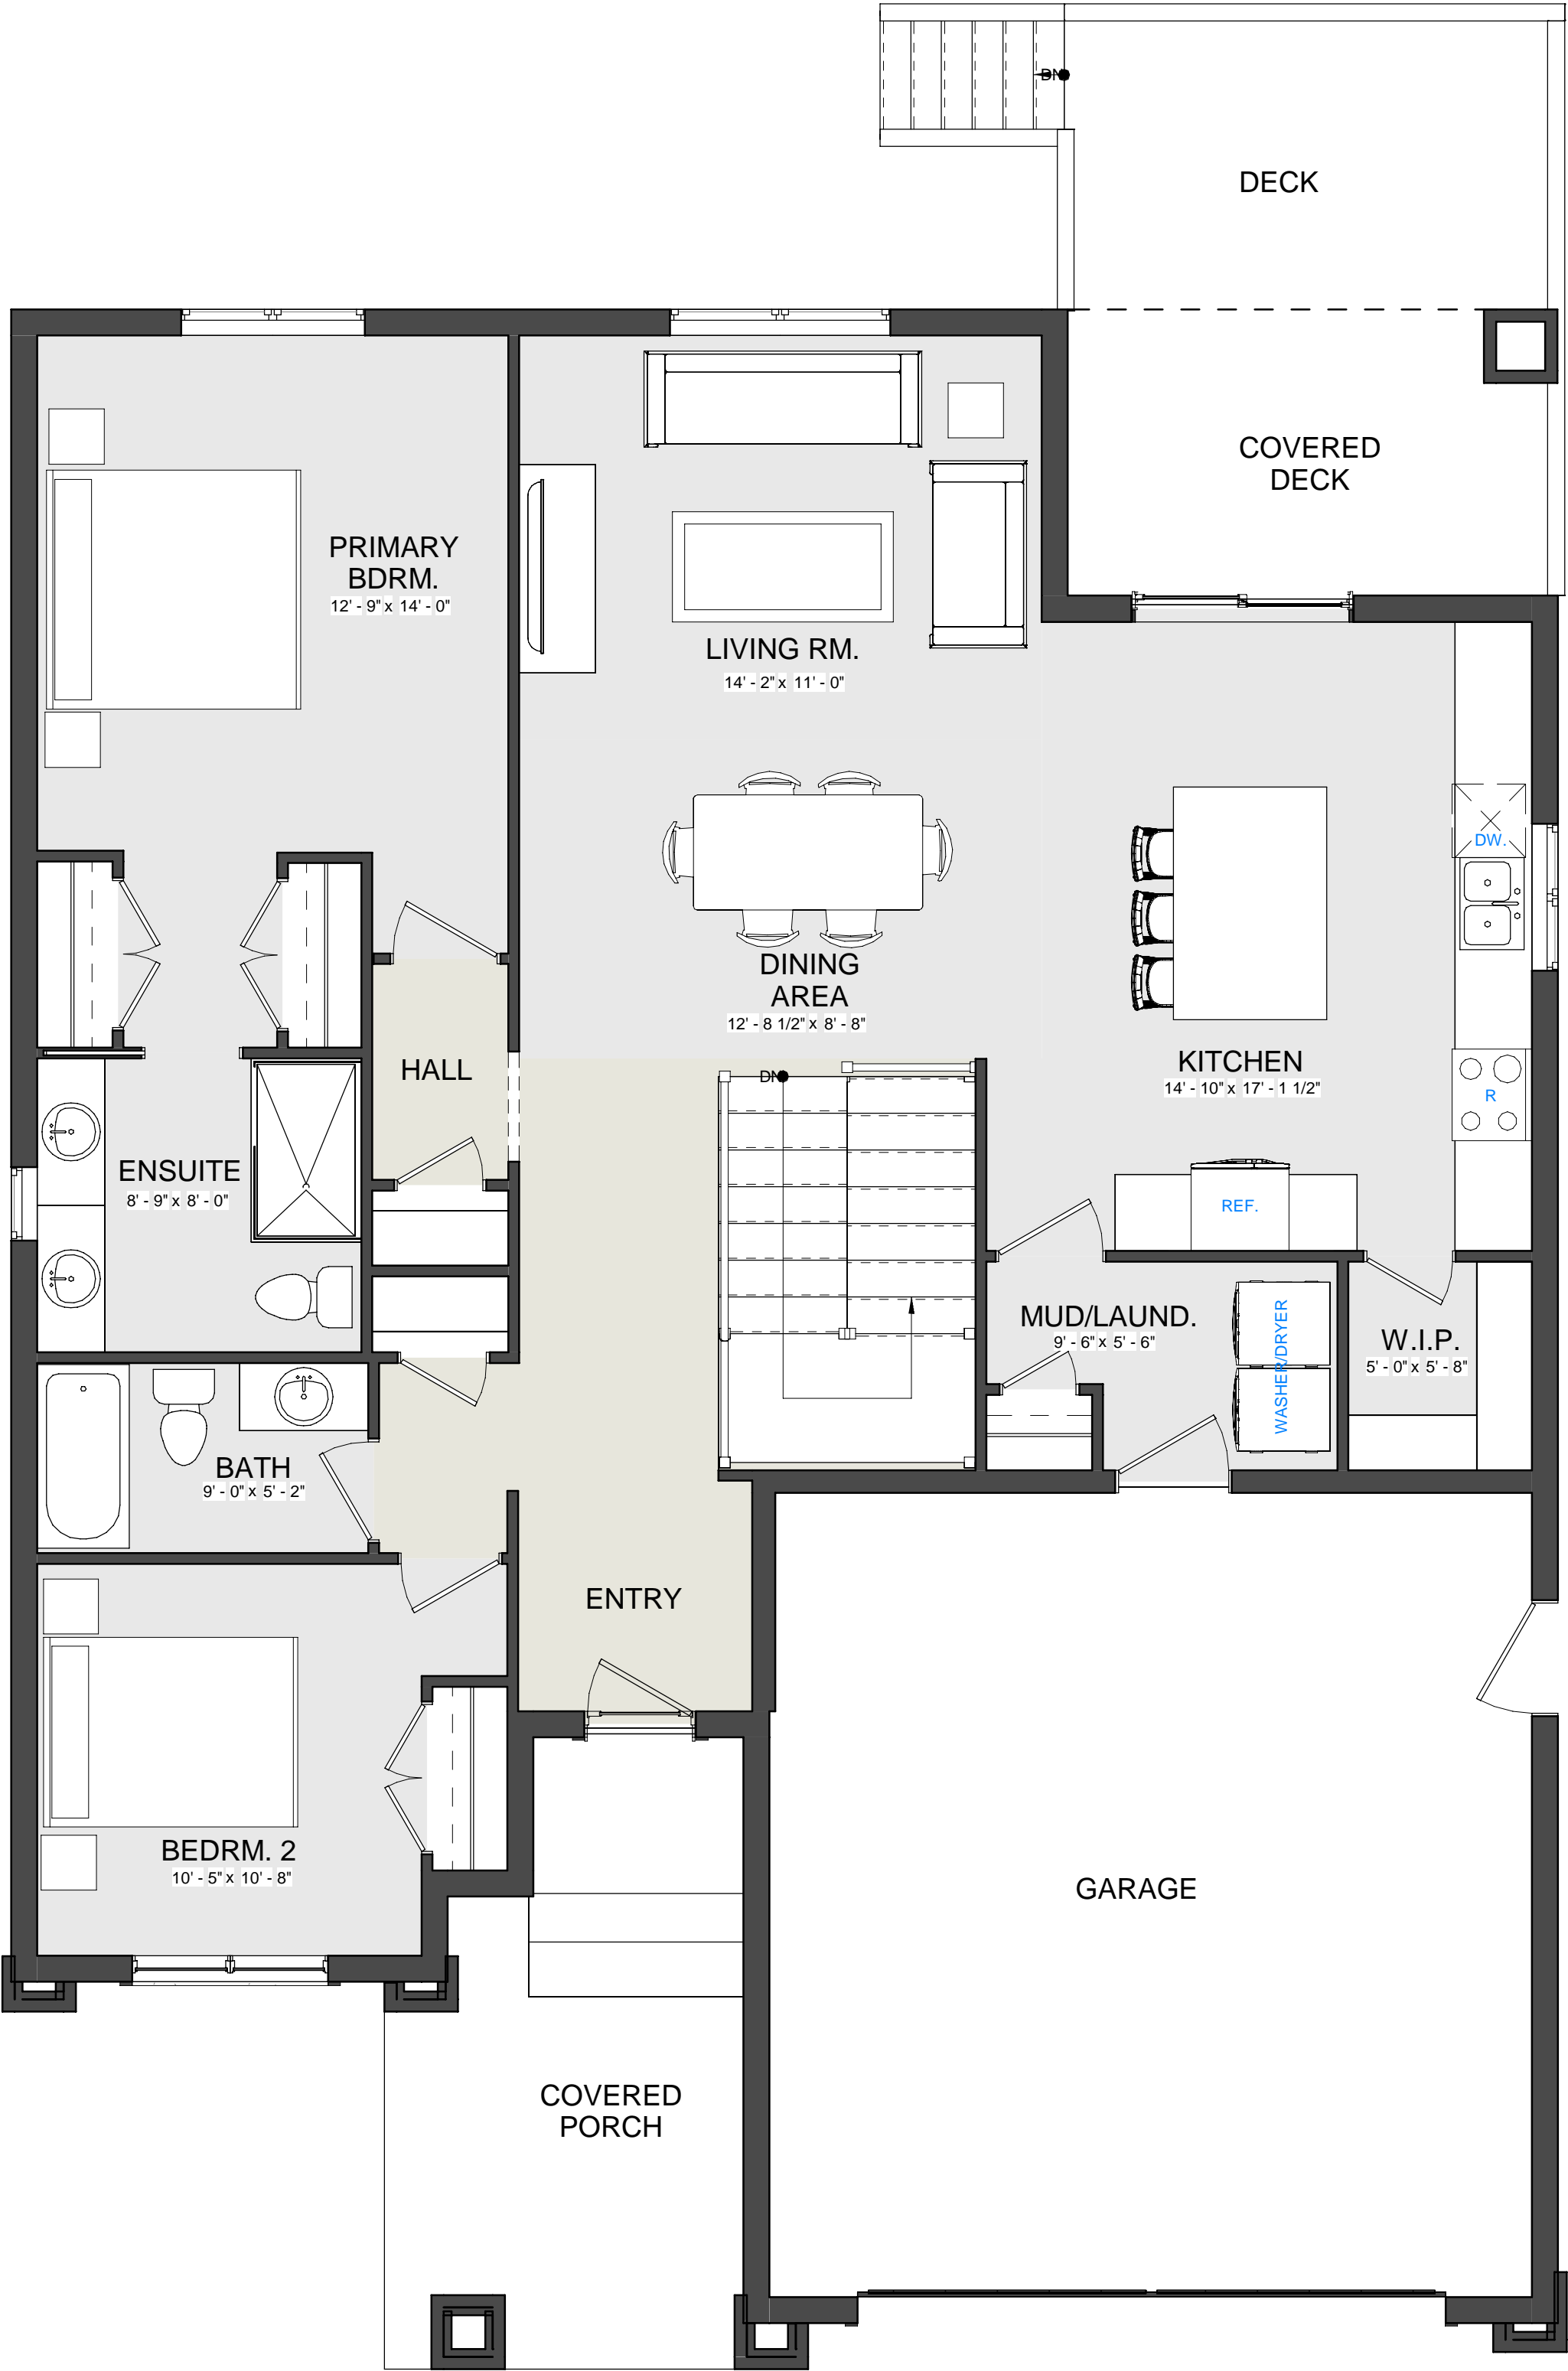 DN
DECK
COVERED
DECK
PRIMARY
BDRM.
12' - 9" x 14' - 0"
LIVING RM.
14' - 2" x 11' - 0"
DW.
DINING
AREA
12' - 8 1/2" x 8' - 8"
KITCHEN
14' - 10" x 17' - 1 1/2"
HALL
DN
R
ENSUITE
8' - 9" x 8' - 0"
REF.
MUD/LAUND.
9' - 6" x 5' - 6"
WASHER/DRYER
W.I.P.
5' - 0" x 5' - 8"
BATH
9' - 0" x 5' - 2"
ENTRY
BEDRM. 2
10' - 5" x 10' - 8"
GARAGE
COVERED
PORCH